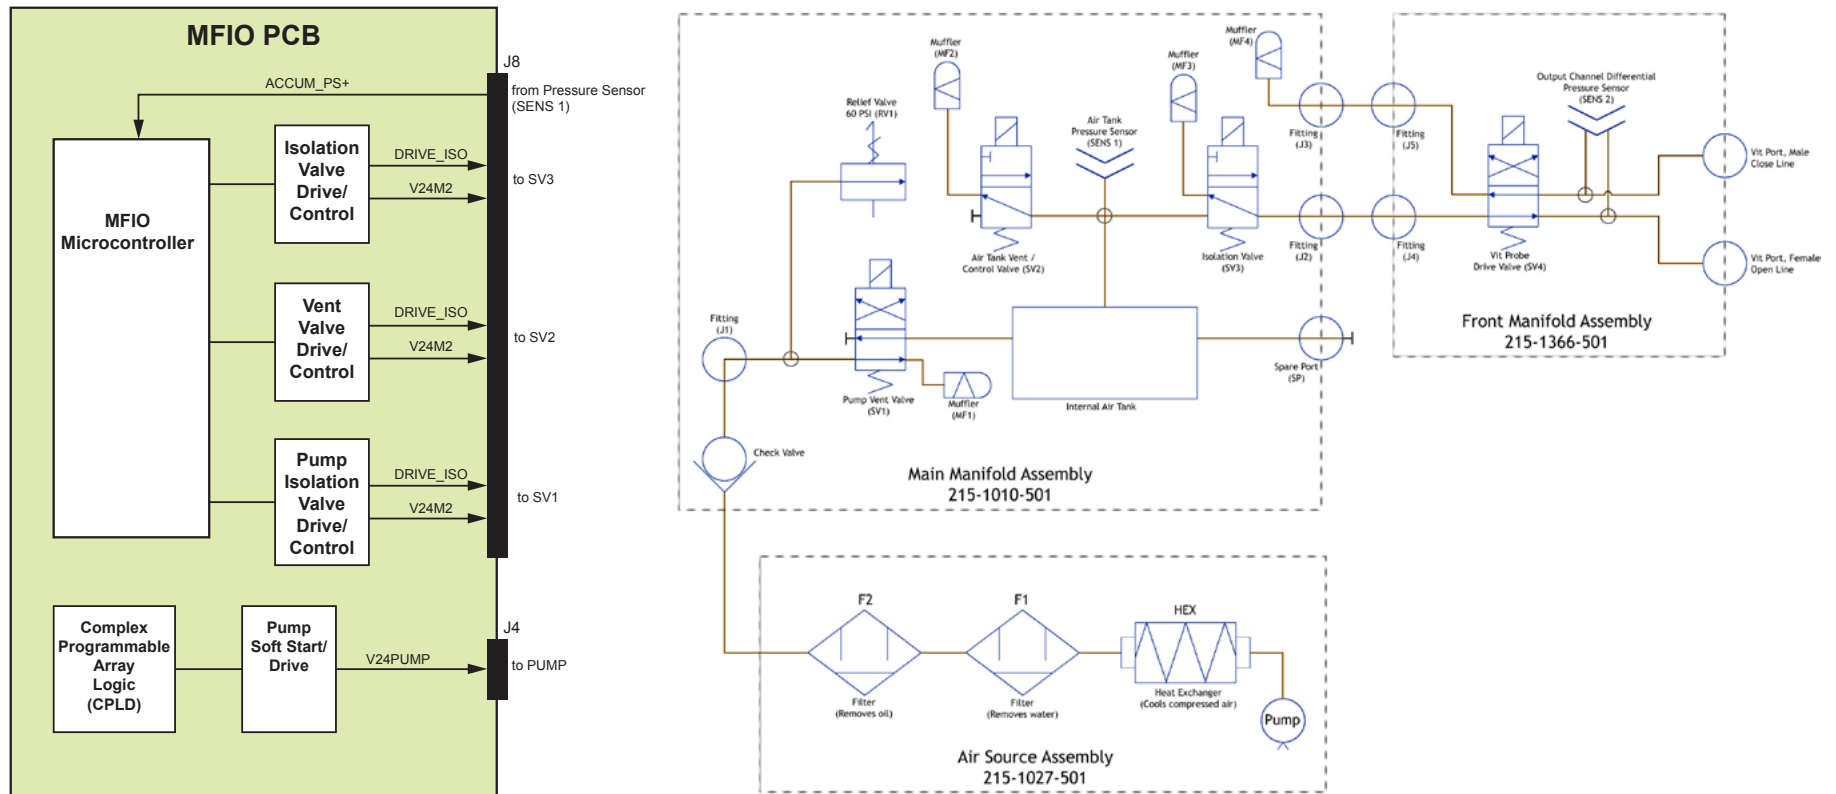 MFIO PCB
J8
ACCUM_PS+
from Pressure Sensor
(SENS 1)
MFIO
Microcontroller
Isolation
Valve
Drive/
Control
DRIVE_ISO
V24M2
to SV3
Vent
Valve
Drive/
Control
DRIVE_ISO
V24M2
to SV2
Pump
Isolation
Valve
Drive/
Control
DRIVE_ISO
V24M2
to SV1
Complex
Programmable
Array
Logic
(CPLD)
Pump
Soft Start/
Drive
V24PUMP
J4
to PUMP
Muffler
(MF2)
Muffler
(MF3)
Muffler
(MF4)
Relief Valve
60 PSI (RV1)
Air Tank
Pressure Sensor
(SENS 1)
Fitting
(J3)
Fitting
(J5)
Output Channel Differential
Pressure Sensor
(SENS 2)
Vit Port, Male
Close Line
Air Tank Vent /
Control Valve (SV2)
Isolation Valve
(SV3)
Fitting
(J2)
Fitting
(J4)
Vit Probe
Drive Valve (SV4)
Vit Port, Female
Open Line
Fitting
(J1)
Pump Vent Valve
(SV1)
Muffler
(MF1)
Internal Air Tank
Spare Port
(SP)
Front Manifold Assembly
215-1366-501
Check Valve
Main Manifold Assembly
215-1010-501
F2
F1
HEX
Filter
(Removes oil)
Filter
(Removes water)
Heat Exchanger
(Cools compressed air)
Pump
Air Source Assembly
215-1027-501